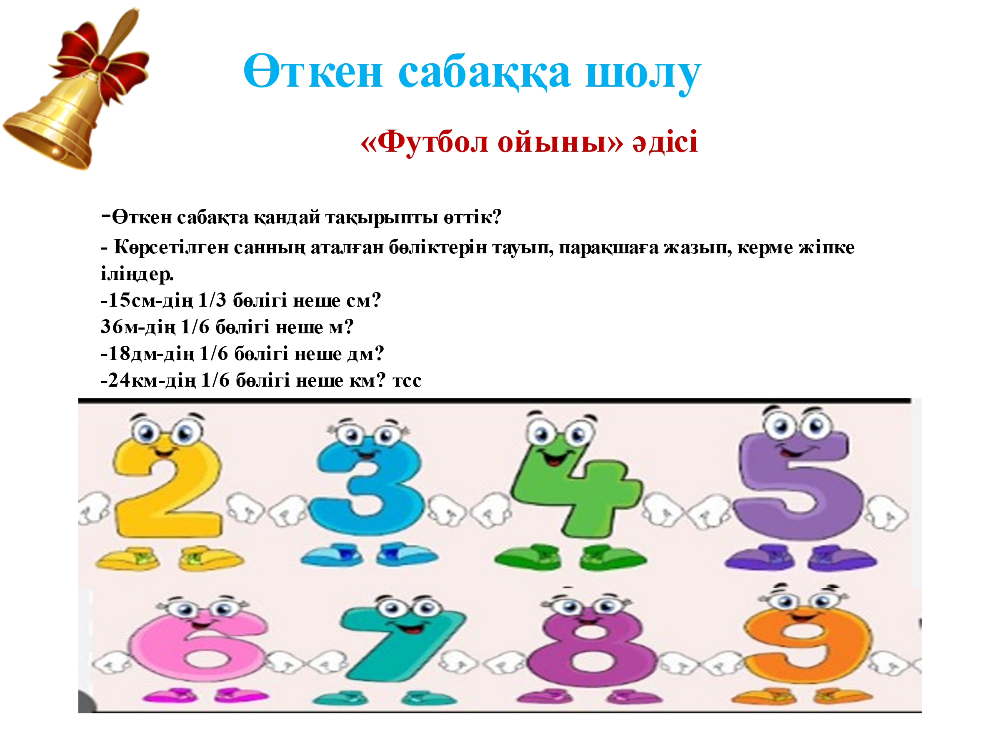 Өткен сабаққа шолу
«Футбол ойыны» әдісі
-Өткен сабақта қандай тақырыпты өттік?
- Көрсетілген санның аталған бөліктерін тауып, парақшаға жазып, керме жіпке
іліңдер.
-15см-дің 1/3 бөлігі неше см?
36м-дің 1/6 бөлігі неше м?
-18дм-дің 1/6 бөлігі неше дм?
-24км-дің 1/6 бөлігі неше км? тсс
2 3 4 5
6 7 8 9